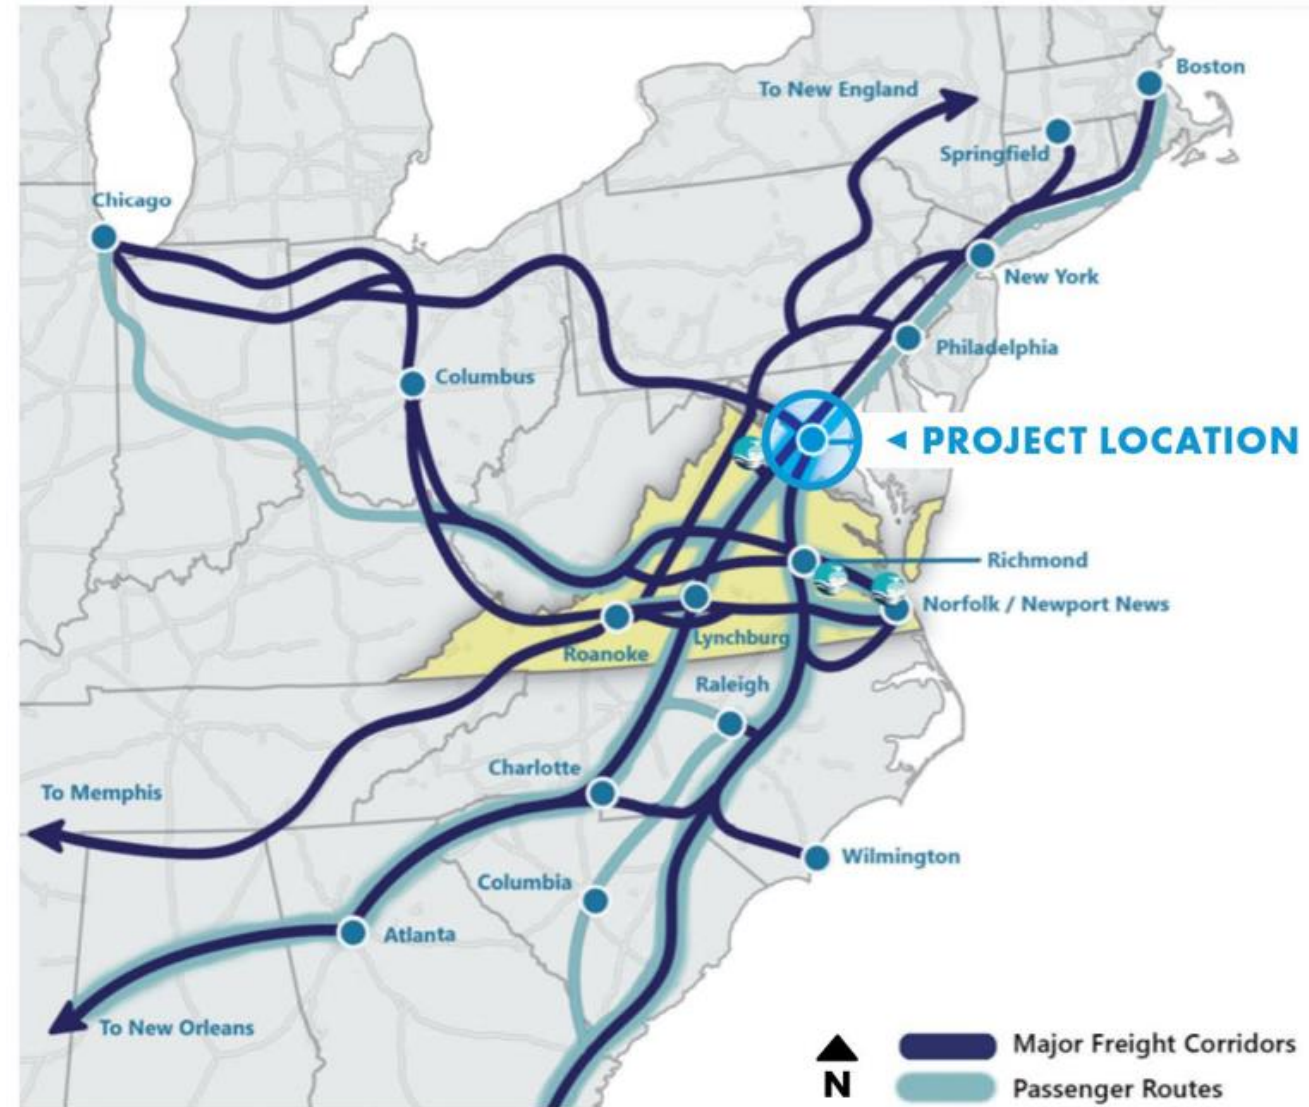 Boston
To New England
Springfield
Chicago
New York
Philadelphia
Columbus
◄ PROJECT LOCATION
Richmond
Norfolk / Newport News
Lynchburg
Roanoke
Raleigh
Charlotte
To Memphis
Wilmington
Columbia
Atlanta
To New Orleans
N
Major Freight Corridors
Passenger Routes